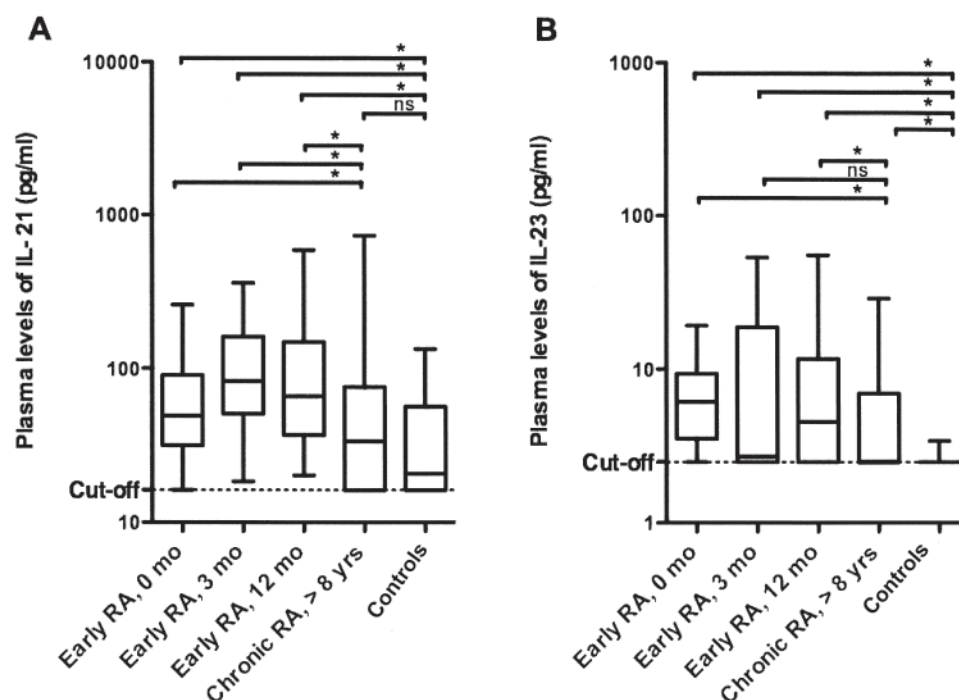 A
Plasma levels of IL-21 (pg/ml)
10000
1000
100
Cut-off
10
*
*
*
ns
*
*
*
Early RA, 0 mo
Early RA, 3 mo
Early RA, 12 mo
Chronic RA, > 8 yrs
Controls
B
Plasma levels of IL-23 (pg/ml)
1000
100
10
Cut-off
1
*
*
*
*
*
ns
*
Early RA, 0 mo
Early RA, 3 mo
Early RA, 12 mo
Chronic RA, > 8 yrs
Controls